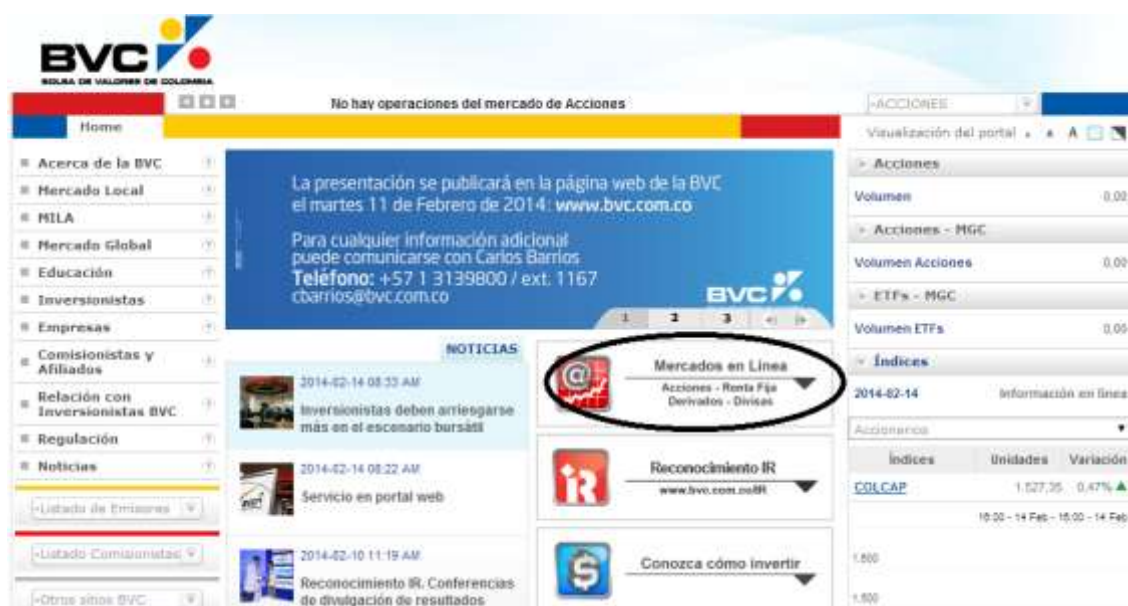 BVC
BOLSA DE VALORES DE COLOMBIA
No hay operaciones del mercado de Acciones
-ACCIONES
Home
Visualización del portal
A
Acerca de la BVC
Mercado Local
MILA
Mercado Global
Educación
Inversionistas
Empresas
Comisionistas y
Afiliados
Relación con
Inversionistas BVC
Regulación
Noticias
-Listado de Emisores
-Listado Comisionistas
-Otros sitios BVC
La presentación se publicará en la página web de la BVC
el martes 11 de Febrero de 2014: www.bvc.com.co
Para cualquier información adicional
puede comunicarse con Carlos Barrios
Teléfono: +57 1 3139800 / ext. 1167
cbarrios@bvc.com.co
BVC
1 2 3
NOTICIAS
2014-02-14 08:33 AM
Inversionistas deben arriesgarse
más en el escenario bursátil
2014-02-14 08:22 AM
Servicio en portal web
2014-02-10 11:19 AM
Reconocimiento IR. Conferencias
de divulgación de resultados
@
Mercados en Línea
Acciones - Renta Fija
Derivados - Divisas
iR
Reconocimiento IR
www.bvc.com.co/IR
$
Conozca cómo invertir
Acciones
Volumen 0,00
Acciones - MGC
Volumen Acciones 0,00
ETFs - MGC
Volumen ETFs 0,00
Índices
2014-02-14 Información en línea
Accionarios
Índices Unidades Variación
COLCAP 1.527,35 0,47%
16:00 - 14 Feb - 16:00 - 14 Feb
1.600
1.500